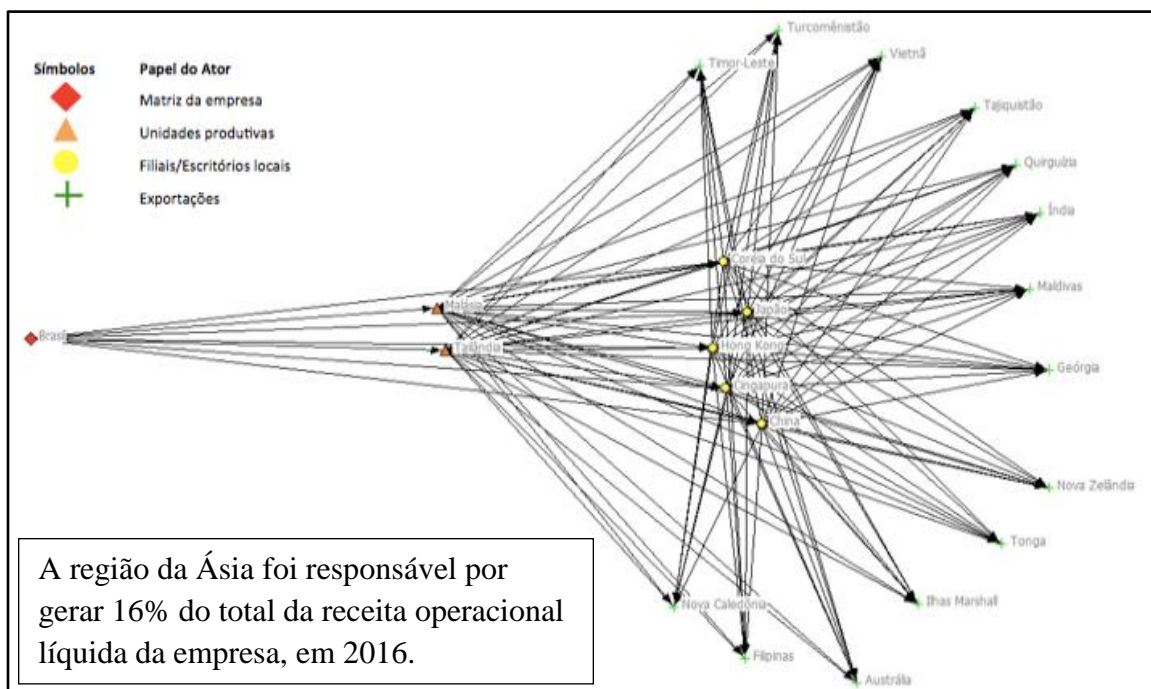 Símbolos Papel do Ator
Matriz da empresa
Unidades produtivas
Filiais/Escritórios locais
Exportações
Turcomênistão
Vietnã
Timor-Leste
Tajiquistão
Quirguízia
Índia
Coréia do Sul
Maldivas
Malásia
Japão
Brasil
Hong Kong
Tailândia
Geórgia
Cingapura
China
Nova Zelândia
Tonga
Ilhas Marshall
Nova Caledônia
Filipinas
Austrália
A região da Ásia foi responsável por
gerar 16% do total da receita operacional
líquida da empresa, em 2016.